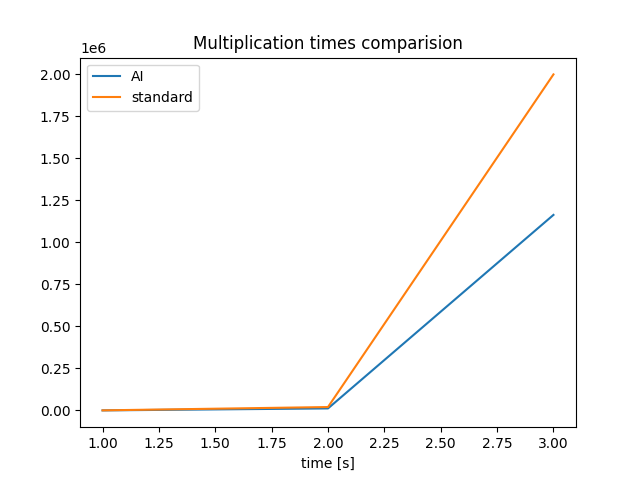 Multiplication times comparision
1e6
AI
standard
2.00
1.75
1.50
1.25
1.00
0.75
0.50
0.25
0.00
1.00 1.25 1.50 1.75 2.00 2.25 2.50 2.75 3.00
time [s]